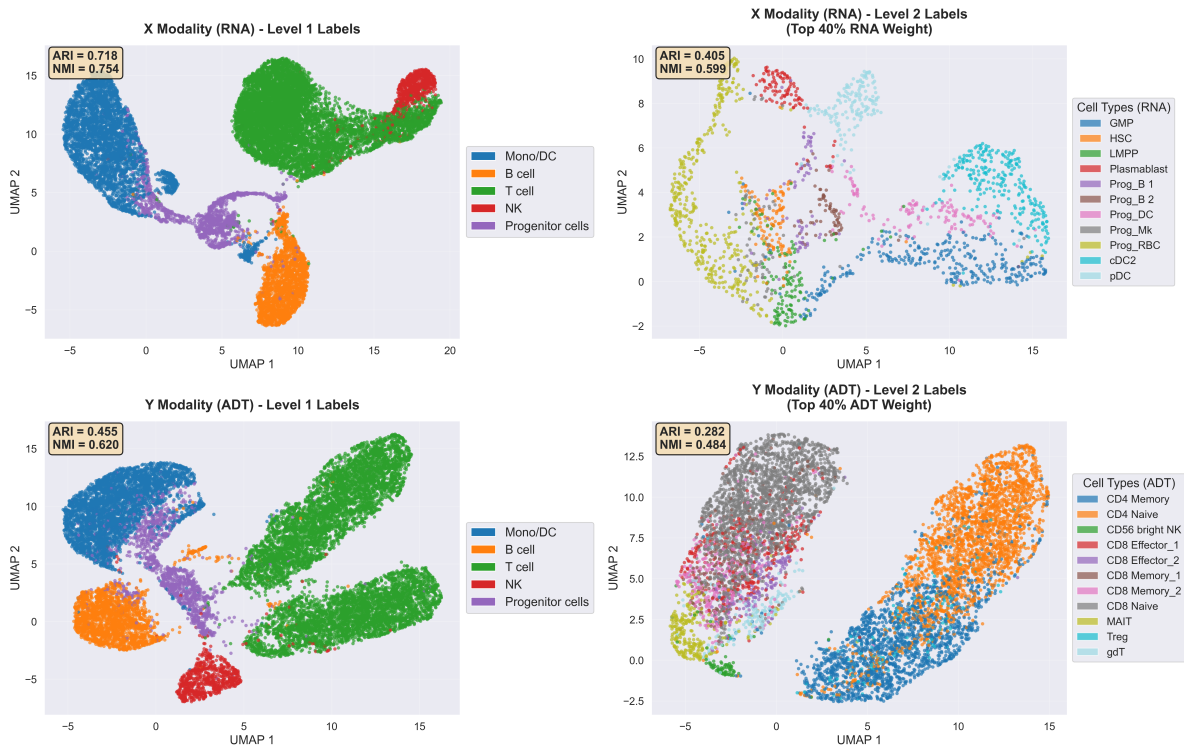 X Modality (RNA) - Level 1 Labels
ARI = 0.718
NMI = 0.754
UMAP 2
15
10
5
0
−5
−5
0
5
10
15
20
UMAP 1
Mono/DC
B cell
T cell
NK
Progenitor cells
X Modality (RNA) - Level 2 Labels
(Top 40% RNA Weight)
ARI = 0.405
NMI = 0.599
UMAP 2
10
8
6
4
2
0
−2
−5
0
5
10
15
UMAP 1
Cell Types (RNA)
GMP
HSC
LMPP
Plasmablast
Prog_B 1
Prog_B 2
Prog_DC
Prog_Mk
Prog_RBC
cDC2
pDC
Y Modality (ADT) - Level 1 Labels
ARI = 0.455
NMI = 0.620
UMAP 2
15
10
5
0
−5
−5
0
5
10
15
UMAP 1
Mono/DC
B cell
T cell
NK
Progenitor cells
Y Modality (ADT) - Level 2 Labels
(Top 40% ADT Weight)
ARI = 0.282
NMI = 0.484
UMAP 2
12.5
10.0
7.5
5.0
2.5
0.0
−2.5
−5
0
5
10
15
UMAP 1
Cell Types (ADT)
CD4 Memory
CD4 Naive
CD56 bright NK
CD8 Effector_1
CD8 Effector_2
CD8 Memory_1
CD8 Memory_2
CD8 Naive
MAIT
Treg
gdT